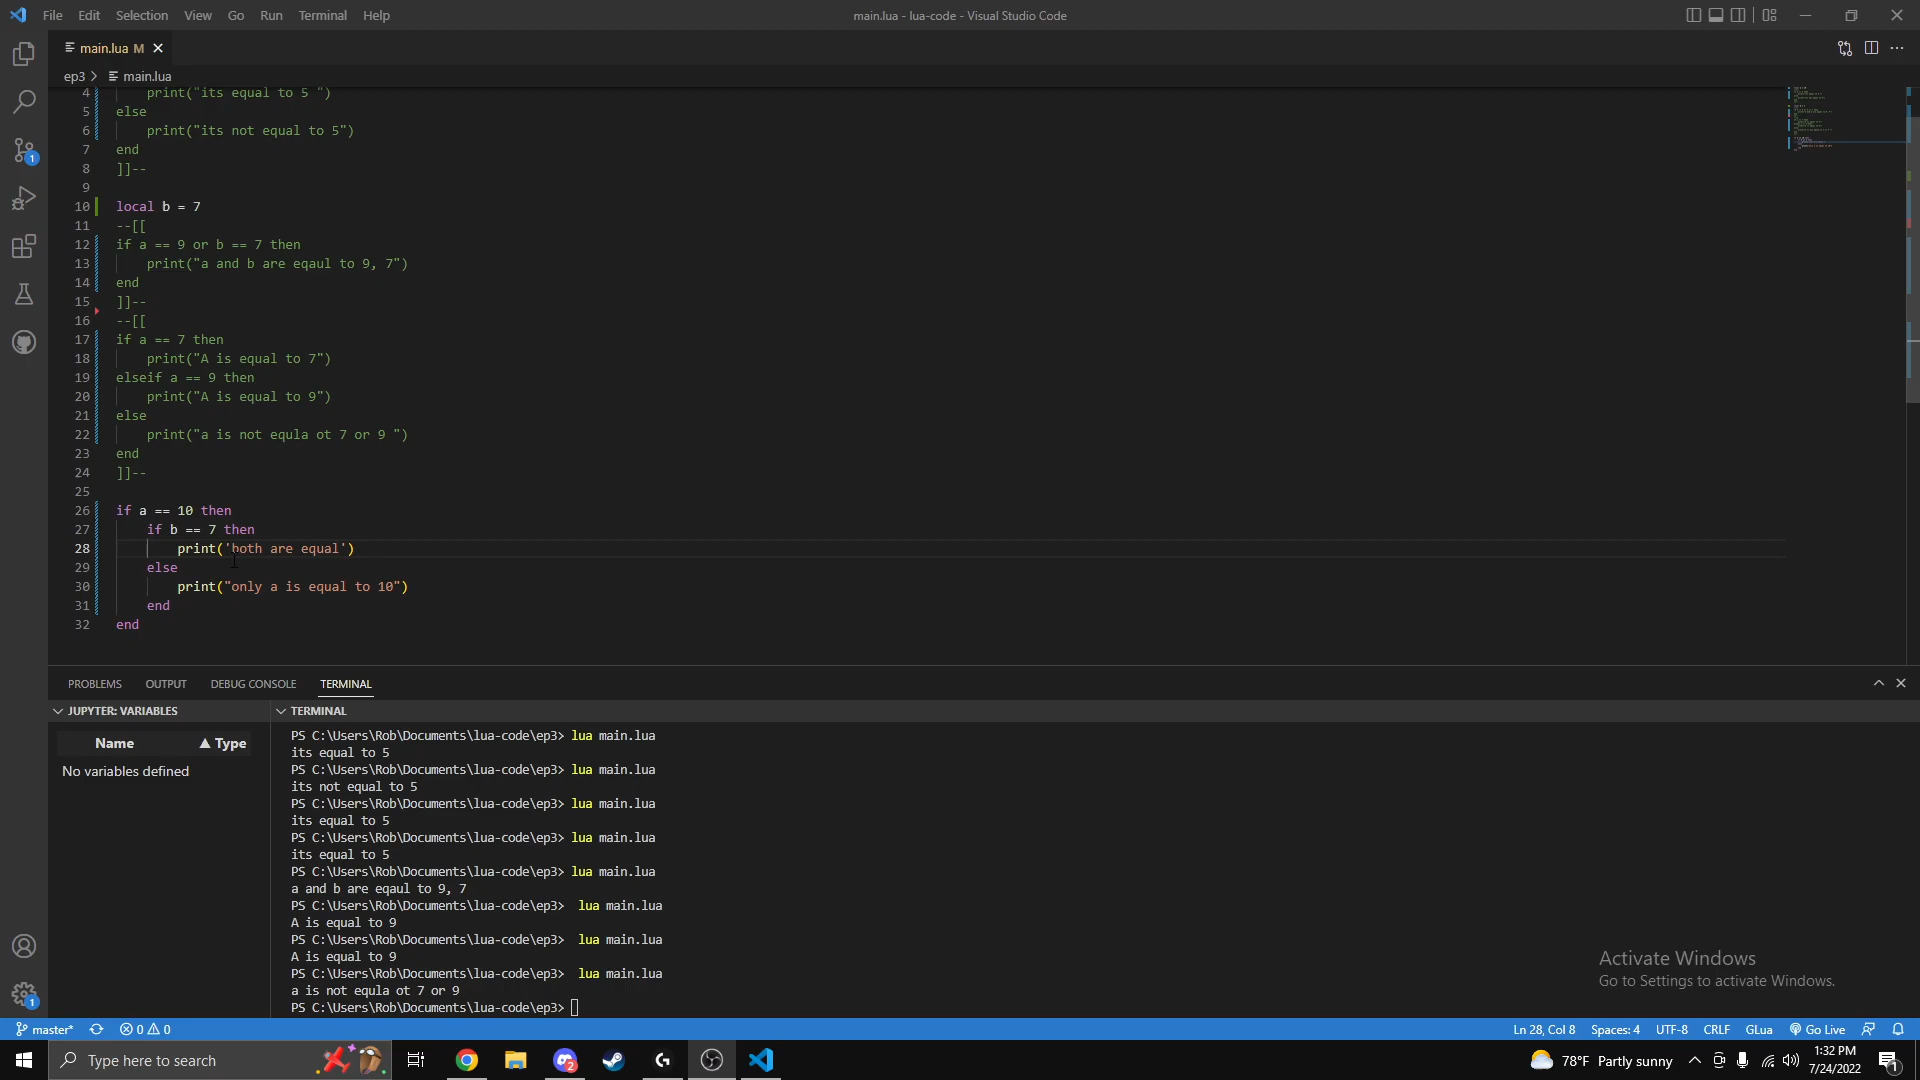 File Edit Selection View Go Run Terminal Help
main.lua - lua-code - Visual Studio Code
main.lua M
ep3 > main.lua
4 print("its equal to 5 ")
5 else
6 print("its not equal to 5")
7 end
8 ]]--
9
10 local b = 7
11 --[[
12 if a == 9 or b == 7 then
13 print("a and b are eqaul to 9, 7")
14 end
15 ]]--
16 --[[
17 if a == 7 then
18 print("A is equal to 7")
19 elseif a == 9 then
20 print("A is equal to 9")
21 else
22 print("a is not equla ot 7 or 9 ")
23 end
24 ]]--
25
26 if a == 10 then
27 if b == 7 then
28 print('both are equal')
29 else
30 print("only a is equal to 10")
31 end
32 end
PROBLEMS OUTPUT DEBUG CONSOLE TERMINAL
JUPYTER: VARIABLES
Name Type
No variables defined
TERMINAL
PS C:\Users\Rob\Documents\lua-code\ep3> lua main.lua
its equal to 5
PS C:\Users\Rob\Documents\lua-code\ep3> lua main.lua
its not equal to 5
PS C:\Users\Rob\Documents\lua-code\ep3> lua main.lua
its equal to 5
PS C:\Users\Rob\Documents\lua-code\ep3> lua main.lua
its equal to 5
PS C:\Users\Rob\Documents\lua-code\ep3> lua main.lua
a and b are eqaul to 9, 7
PS C:\Users\Rob\Documents\lua-code\ep3>  lua main.lua
A is equal to 9
PS C:\Users\Rob\Documents\lua-code\ep3>  lua main.lua
A is equal to 9
PS C:\Users\Rob\Documents\lua-code\ep3>  lua main.lua
a is not equla ot 7 or 9
PS C:\Users\Rob\Documents\lua-code\ep3>
Activate Windows
Go to Settings to activate Windows.
1
1
master* 0 0
Ln 28, Col 8 Spaces: 4 UTF-8 CRLF GLua Go Live
Type here to search
2
78°F Partly sunny
1:32 PM
7/24/2022
1